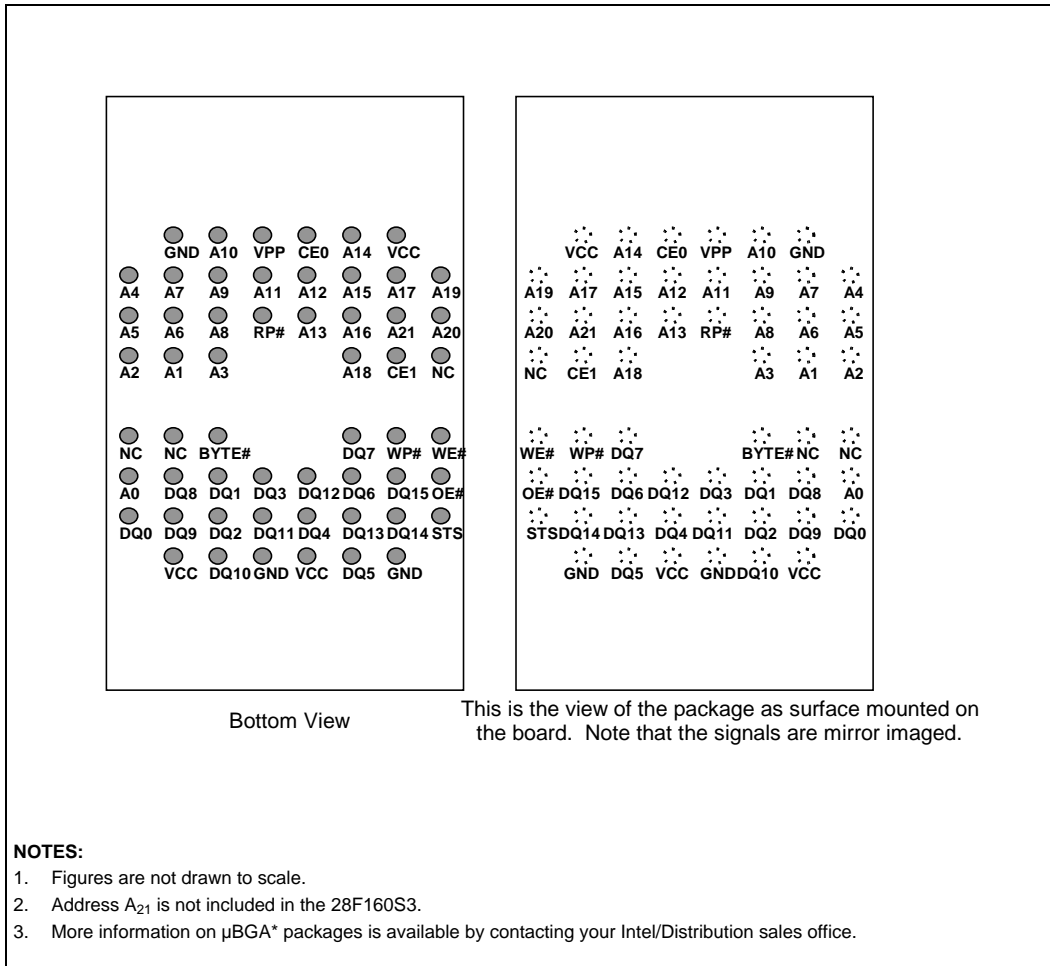 GND A10 VPP CE0 A14 VCC
A4 A7 A9 A11 A12 A15 A17 A19
A5 A6 A8 RP# A13 A16 A21 A20
A2 A1 A3 A18 CE1 NC
NC NC BYTE# DQ7 WP# WE#
A0 DQ8 DQ1 DQ3 DQ12 DQ6 DQ15 OE#
DQ0 DQ9 DQ2 DQ11 DQ4 DQ13 DQ14 STS
VCC DQ10 GND VCC DQ5 GND
Bottom View
VCC A14 CE0 VPP A10 GND
A19 A17 A15 A12 A11 A9 A7 A4
A20 A21 A16 A13 RP# A8 A6 A5
NC CE1 A18 A3 A1 A2
WE# WP# DQ7 BYTE# NC NC
OE# DQ15 DQ6 DQ12 DQ3 DQ1 DQ8 A0
STS DQ14 DQ13 DQ4 DQ11 DQ2 DQ9 DQ0
GND DQ5 VCC GND DQ10 VCC
This is the view of the package as surface mounted on
the board. Note that the signals are mirror imaged.
NOTES:
1. Figures are not drawn to scale.
2. Address A21 is not included in the 28F160S3.
3. More information on µBGA* packages is available by contacting your Intel/Distribution sales office.